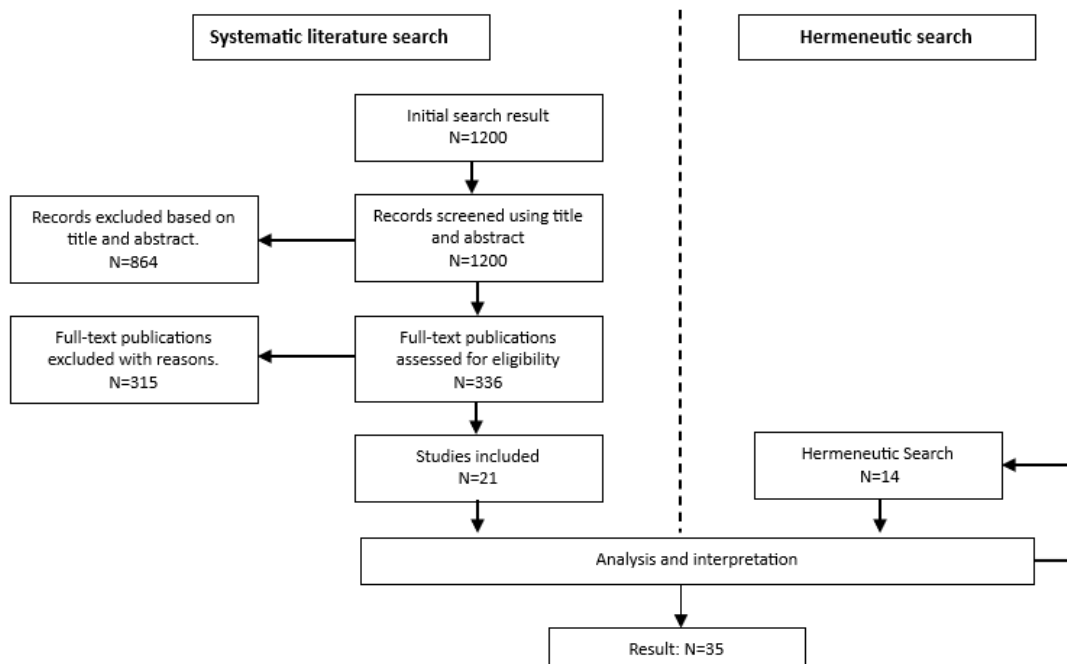 Systematic literature search
Hermeneutic search
Initial search result
N=1200
Records excluded based on
title and abstract.
N=864
Records screened using title
and abstract
N=1200
Full-text publications
excluded with reasons.
N=315
Full-text publications
assessed for eligibility
N=336
Studies included
N=21
Hermeneutic Search
N=14
Analysis and interpretation
Result: N=35